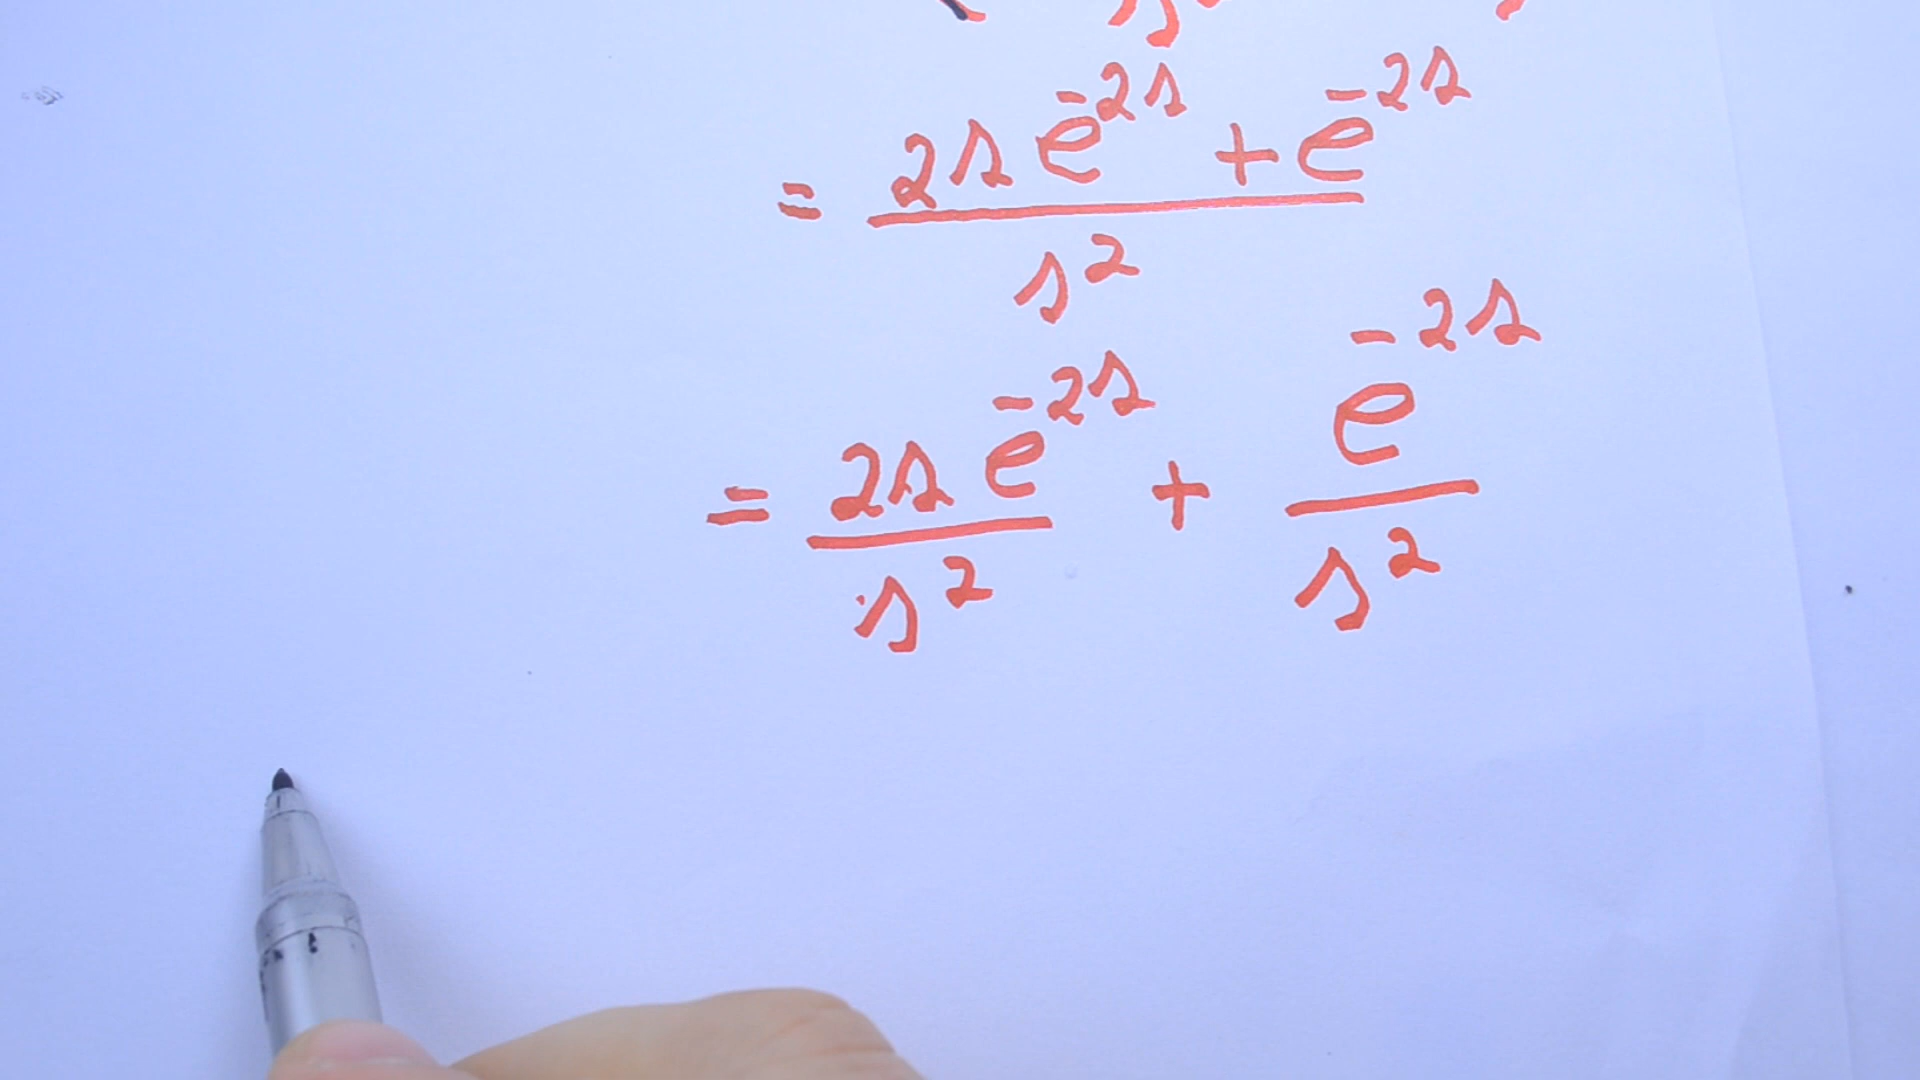 = (2s e^{-2s} + e^{-2s}) / s^2
= 2s e^{-2s} / s^2 + e^{-2s} / s^2